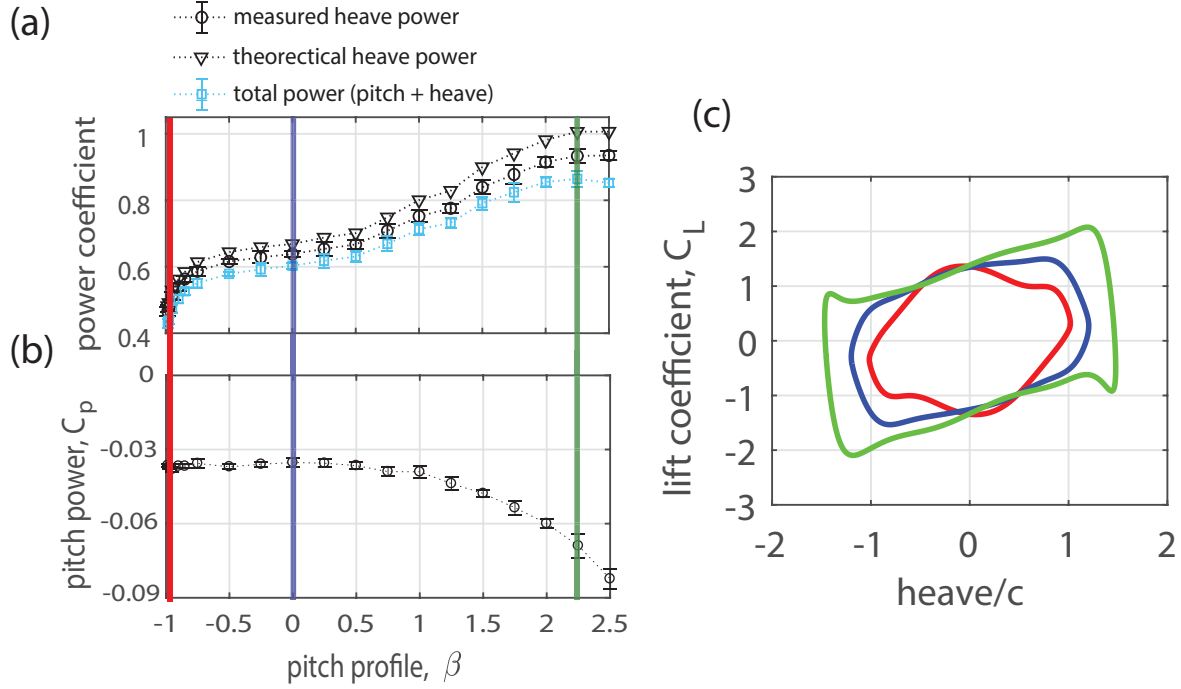 (a)
measured heave power
theorectical heave power
total power (pitch + heave)
power coefficient
1
0.8
0.6
0.4
(b)
pitch power, C_p
0
-0.03
-0.06
-0.09
-1
-0.5
0
0.5
1
1.5
2
2.5
pitch profile, β
(c)
lift coefficient, C_L
3
2
1
0
-1
-2
-3
-2
-1
0
1
2
heave/c